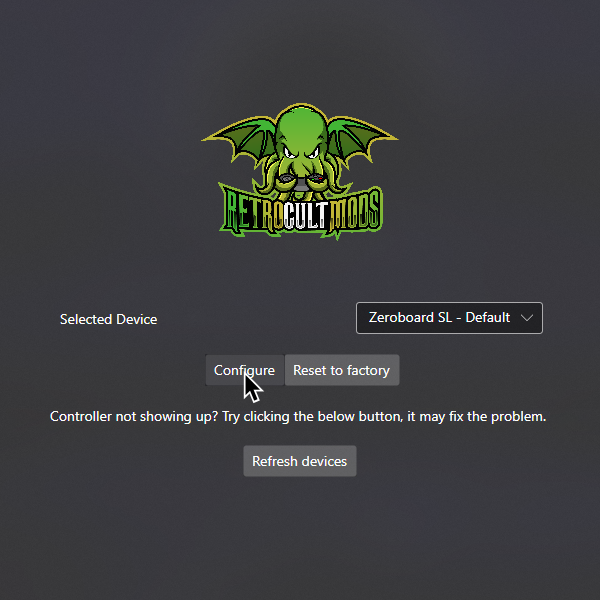 RETROCULTMODS
Selected Device
Zeroboard SL - Default
Configure
Reset to factory
Controller not showing up? Try clicking the below button, it may fix the problem.
Refresh devices